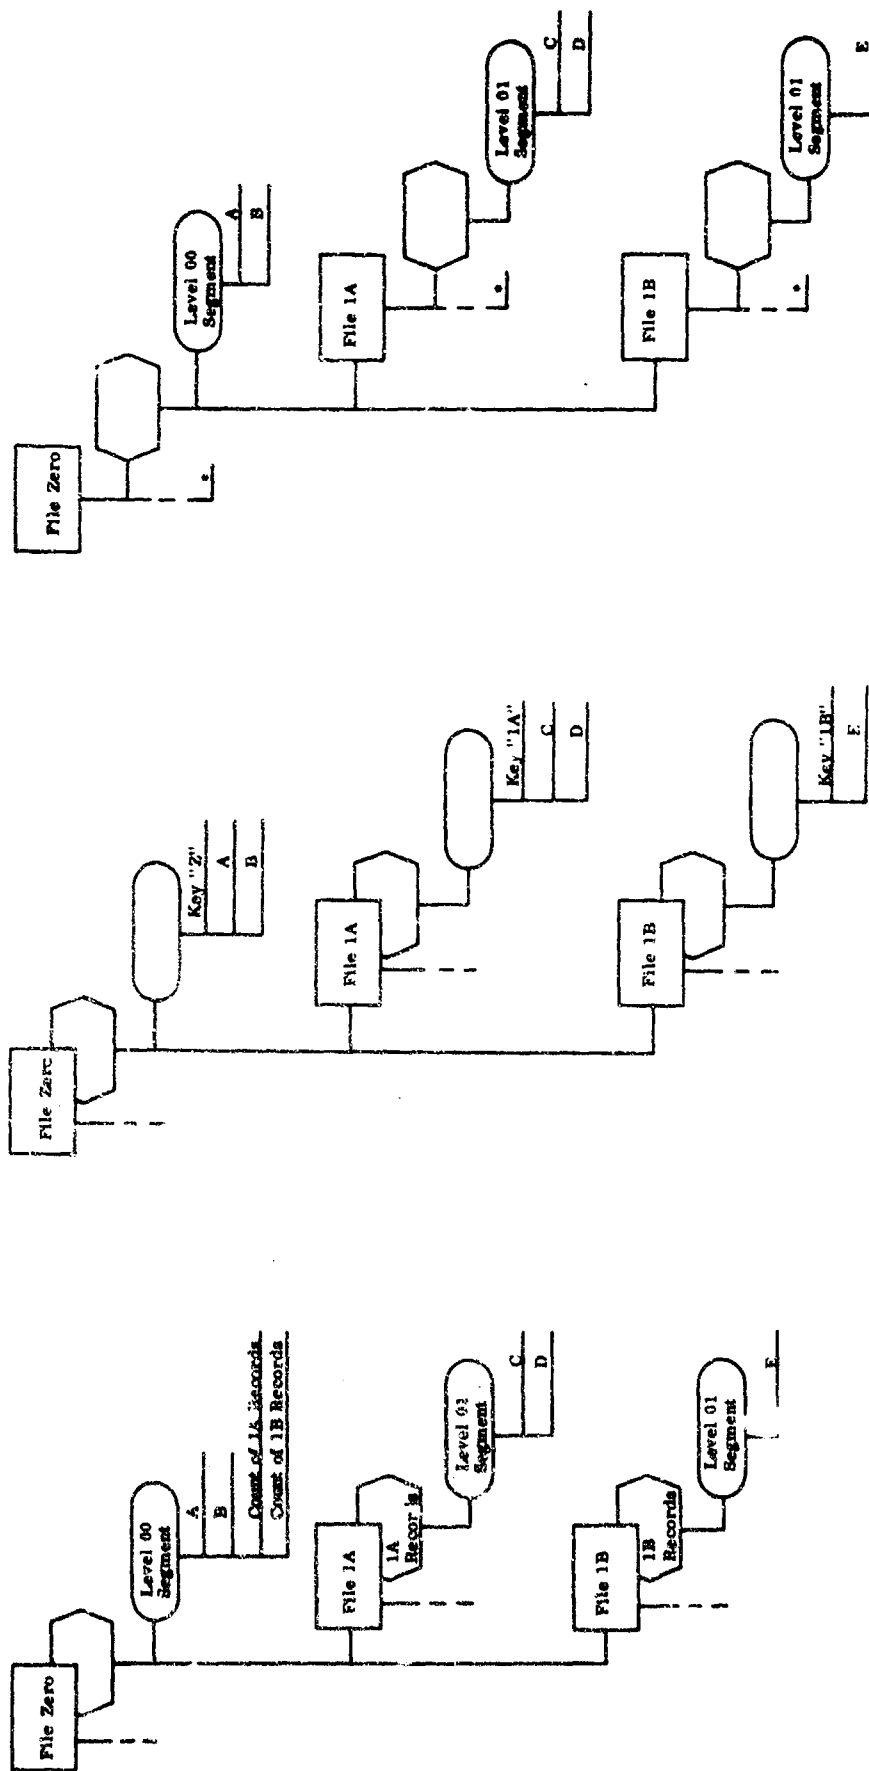 File Zero
Level 00
Segment
A
B
Count of 1A Records
Count of 1B Records
File 1A
1A
Records
Level 01
Segment
C
D
File 1B
1B
Records
Level 01
Segment
E
File Zero
Key "Z"
A
B
File 1A
Key "1A"
C
D
File 1B
Key "1B"
E
File Zero
*
Level 00
Segment
A
B
File 1A
*
Level 01
Segment
C
D
File 1B
*
Level 01
Segment
E